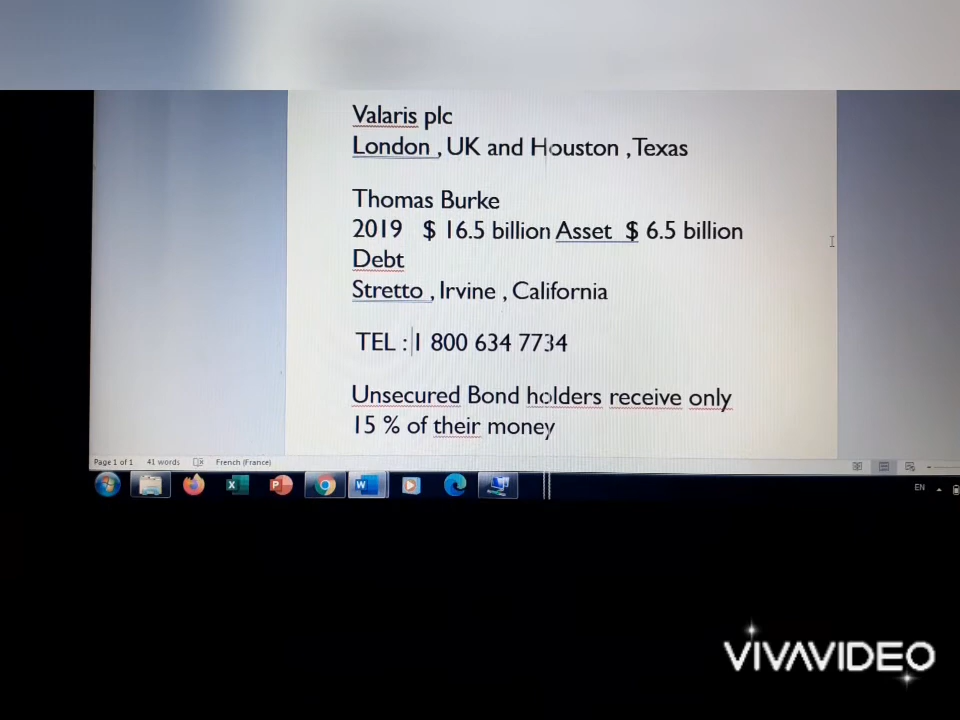 Valaris plc
London , UK and Houston , Texas
Thomas Burke
2019 $ 16.5 billion Asset $ 6.5 billion
Debt
Stretto , Irvine , California
TEL : 1 800 634 7734
Unsecured Bond holders receive only
15 % of their money
Page 1 of 1 41 words French (France)
EN
VIVAVIDEO